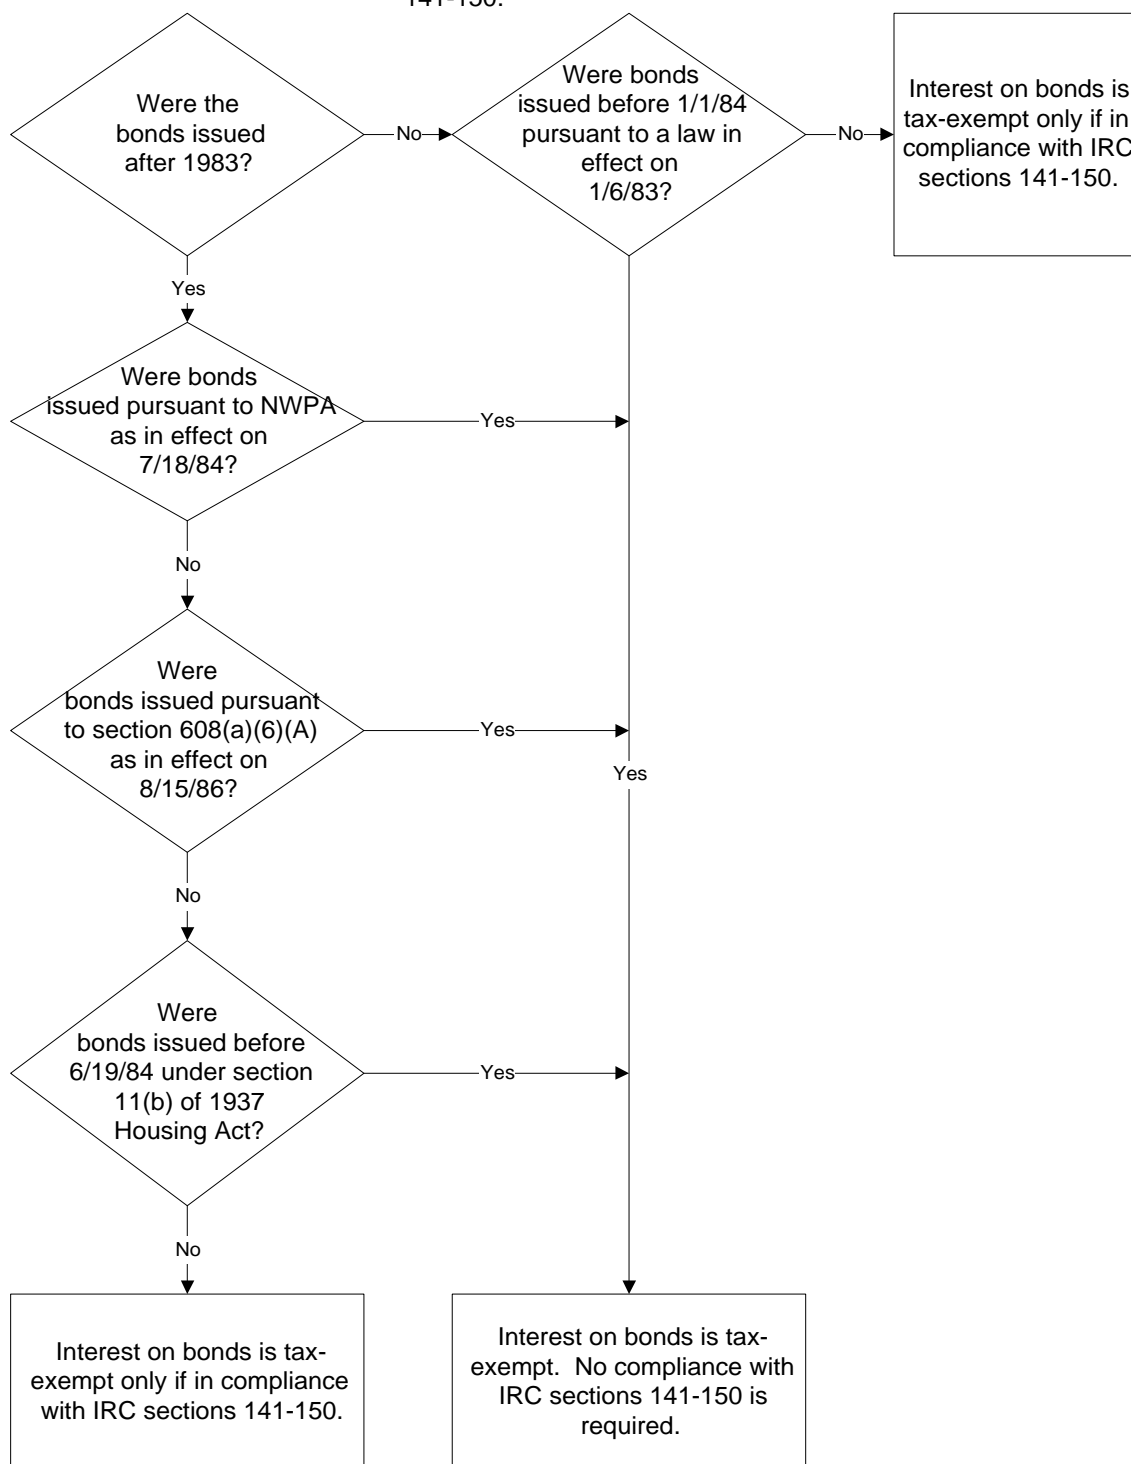 141-150.
Were the
bonds issued
after 1983?
No
Were bonds
issued before 1/1/84
pursuant to a law in
effect on
1/6/83?
No
Interest on bonds is
tax-exempt only if in
compliance with IRC
sections 141-150.
Yes
Were bonds
issued pursuant to NWPA
as in effect on
7/18/84?
Yes
No
Were
bonds issued pursuant
to section 608(a)(6)(A)
as in effect on
8/15/86?
Yes
Yes
No
Were
bonds issued before
6/19/84 under section
11(b) of 1937
Housing Act?
Yes
No
Interest on bonds is tax-
exempt only if in compliance
with IRC sections 141-150.
Interest on bonds is tax-
exempt. No compliance with
IRC sections 141-150 is
required.